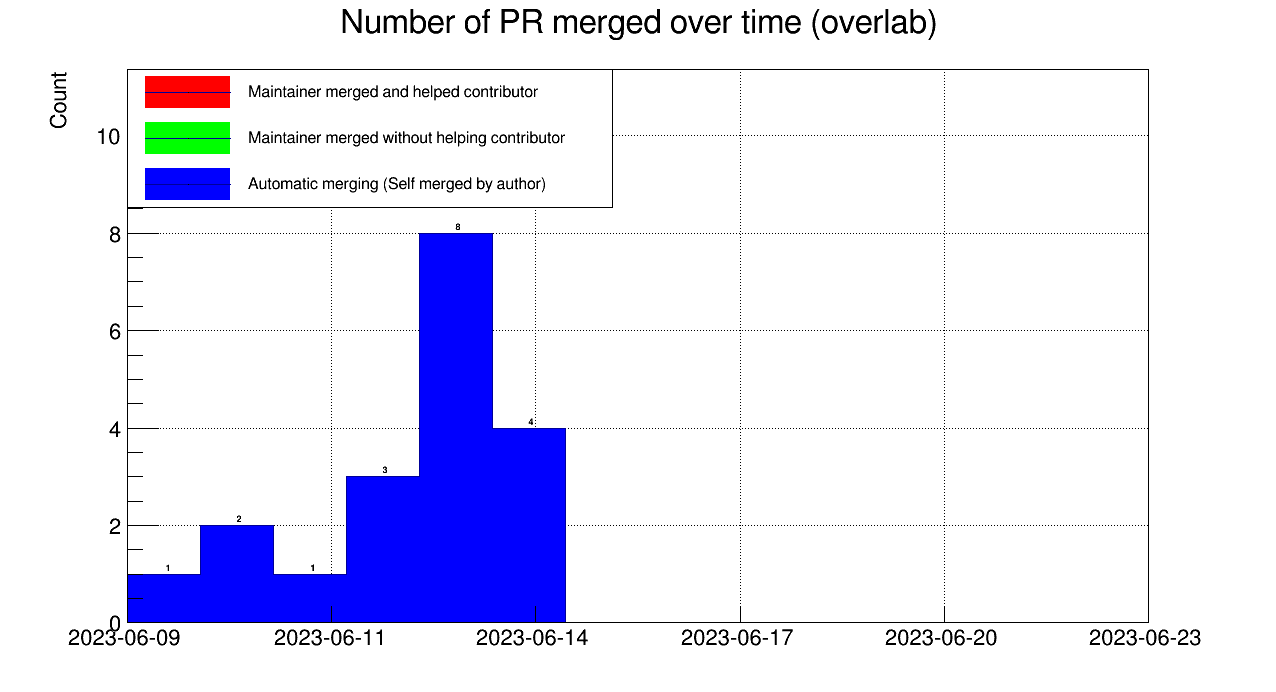 Number of PR merged over time (overlab)
Count
Maintainer merged and helped contributor
Maintainer merged without helping contributor
Automatic merging (Self merged by author)
10
8
6
4
2
0
8
4
3
2
1
1
2023-06-09 2023-06-11 2023-06-14 2023-06-17 2023-06-20 2023-06-23